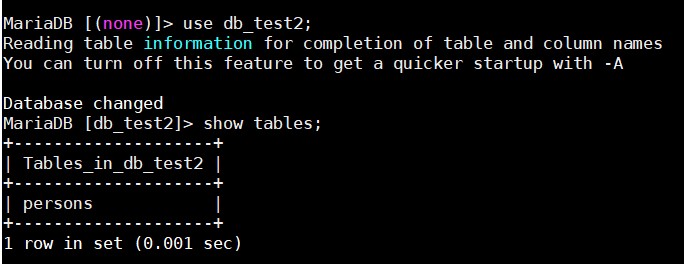 MariaDB [(none)]> use db_test2;
Reading table information for completion of table and column names
You can turn off this feature to get a quicker startup with -A
Database changed
MariaDB [db_test2]> show tables;
+--------------------+
| Tables_in_db_test2 |
+--------------------+
| persons            |
+--------------------+
1 row in set (0.001 sec)